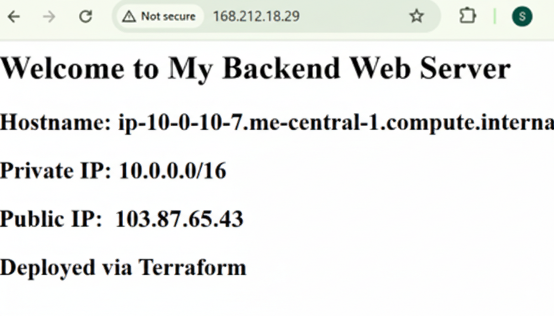 Not secure 168.212.18.29 S
Welcome to My Backend Web Server
Hostname: ip-10-0-10-7.me-central-1.compute.interna
Private IP: 10.0.0.0/16
Public IP: 103.87.65.43
Deployed via Terraform